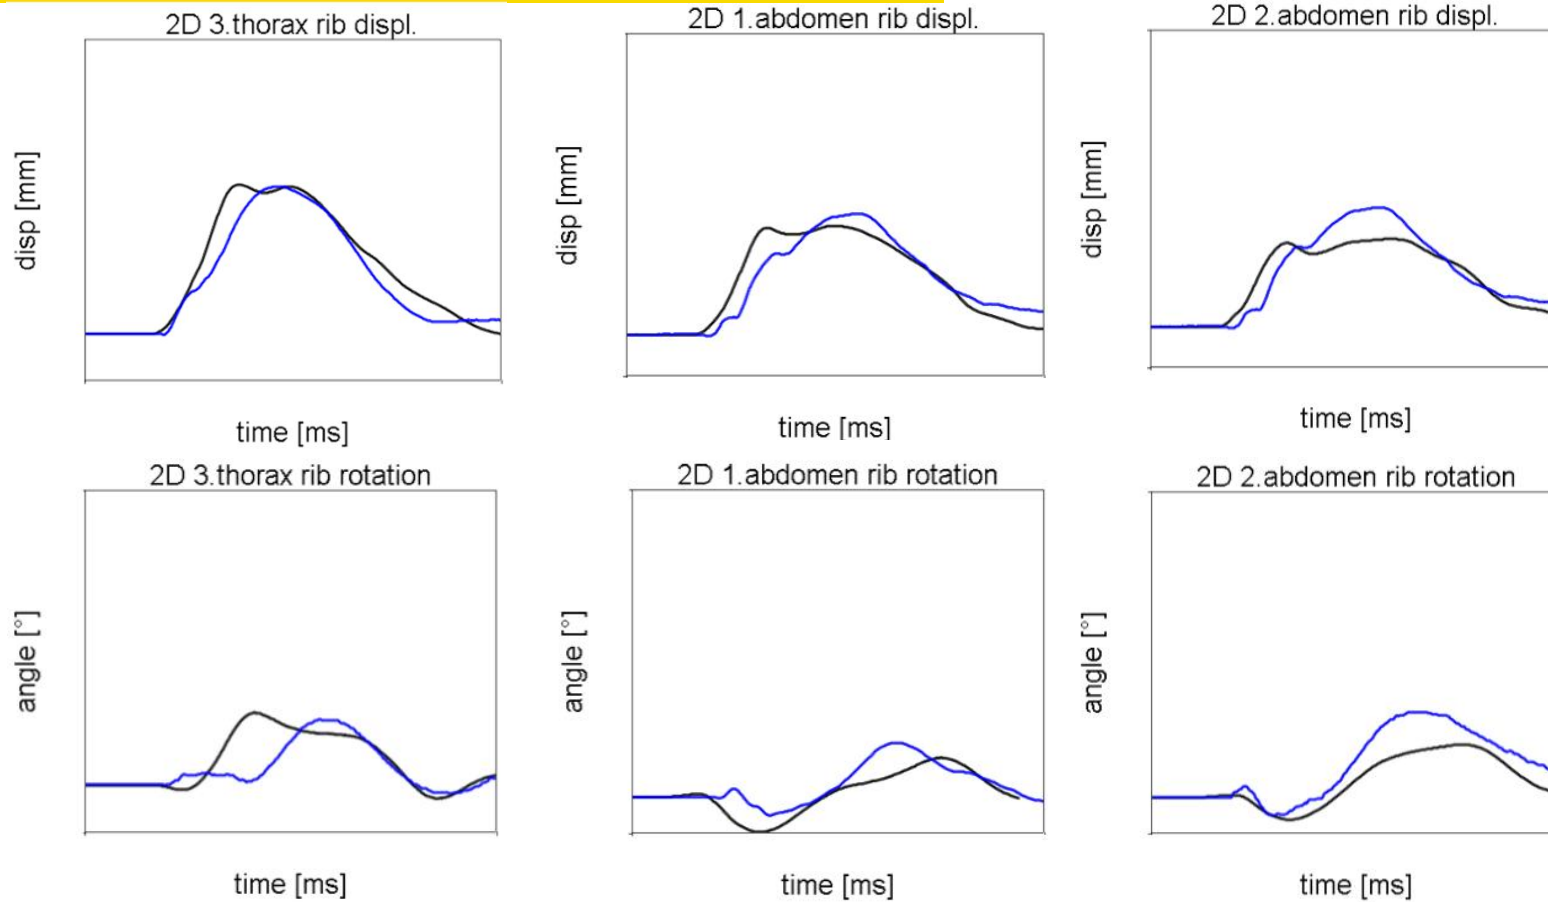 2D 3.thorax rib displ.
2D 1.abdomen rib displ.
2D 2.abdomen rib displ.
disp [mm]
disp [mm]
disp [mm]
time [ms]
time [ms]
time [ms]
2D 3.thorax rib rotation
2D 1.abdomen rib rotation
2D 2.abdomen rib rotation
angle [°]
angle [°]
angle [°]
time [ms]
time [ms]
time [ms]